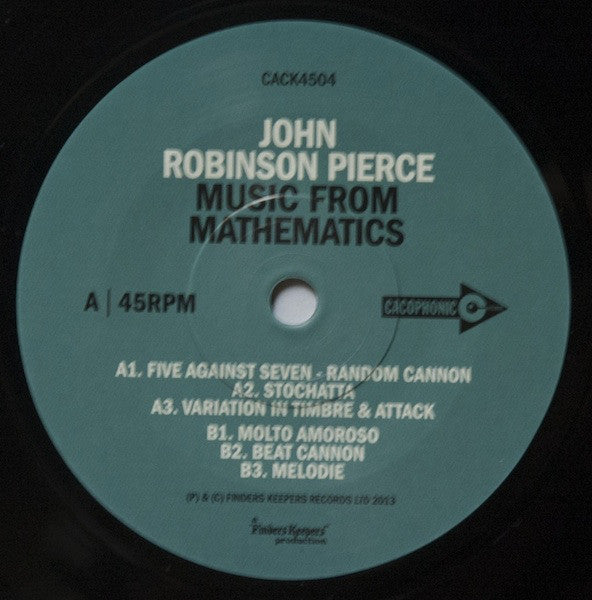 CACK4504
JOHN
ROBINSON PIERCE
MUSIC FROM
MATHEMATICS
A | 45RPM
CACOPHONIC
A1. FIVE AGAINST SEVEN - RANDOM CANNON
A2. STOCHATTA
A3. VARIATION IN TIMBRE & ATTACK
B1. MOLTO AMOROSO
B2. BEAT CANNON
B3. MELODIE
(P) & (C) FINDERS KEEPERS RECORDS LTD 2013
a
Finders Keepers
production